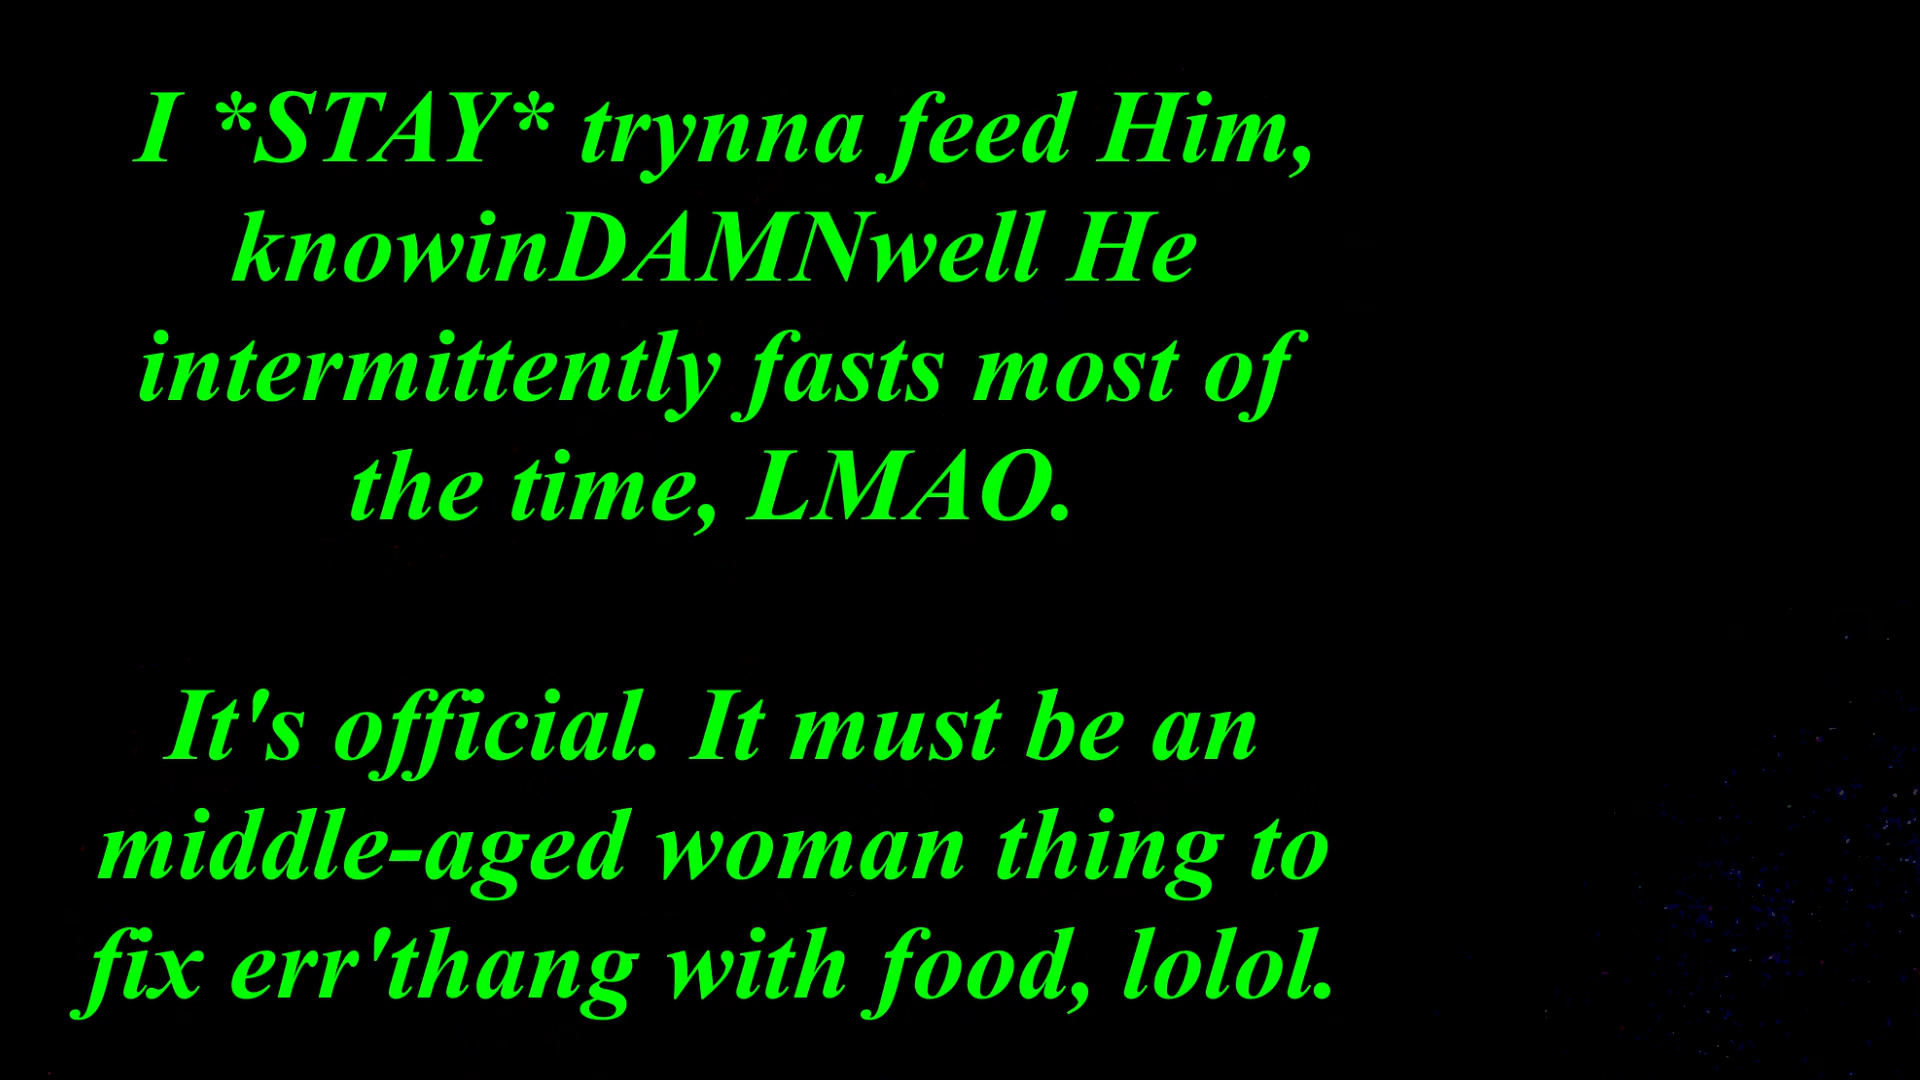 I *STAY* trynna feed Him,
knowinDAMNwell He
intermittently fasts most of
the time, LMAO.
It's official. It must be an
middle-aged woman thing to
fix err'thang with food, lolol.